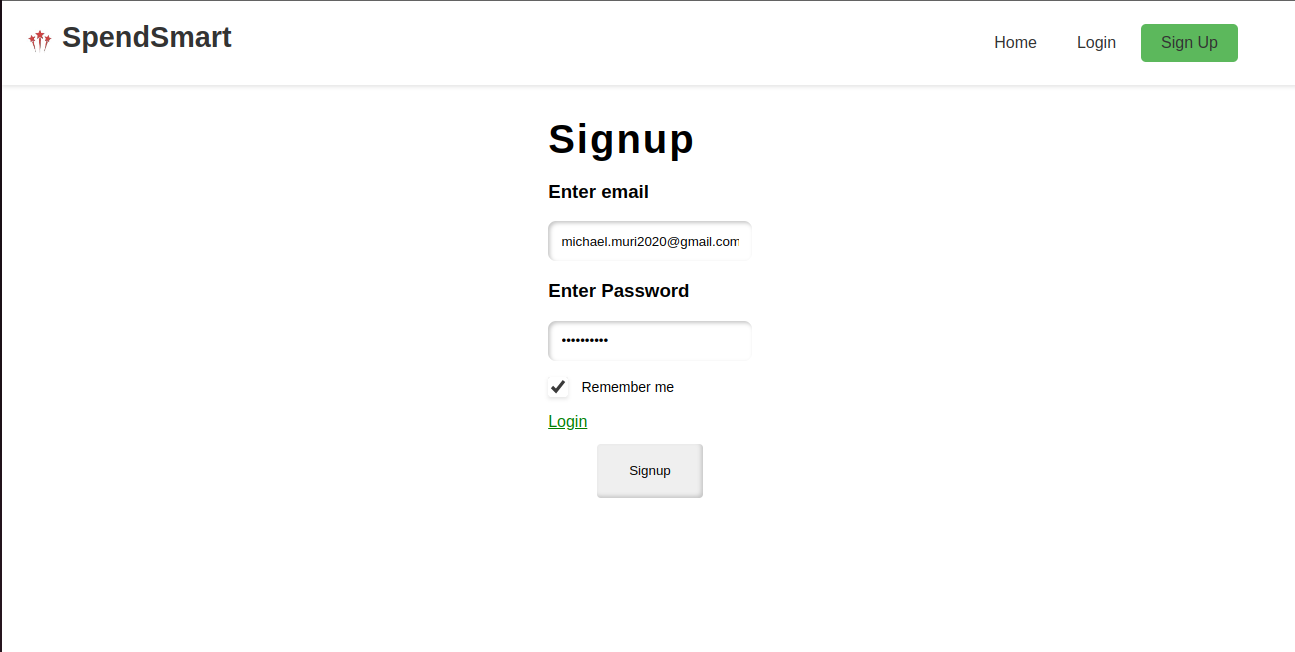 SpendSmart
Home Login Sign Up
Signup
Enter email
michael.muri2020@gmail.com
Enter Password
••••••••••
Remember me
Login
Signup